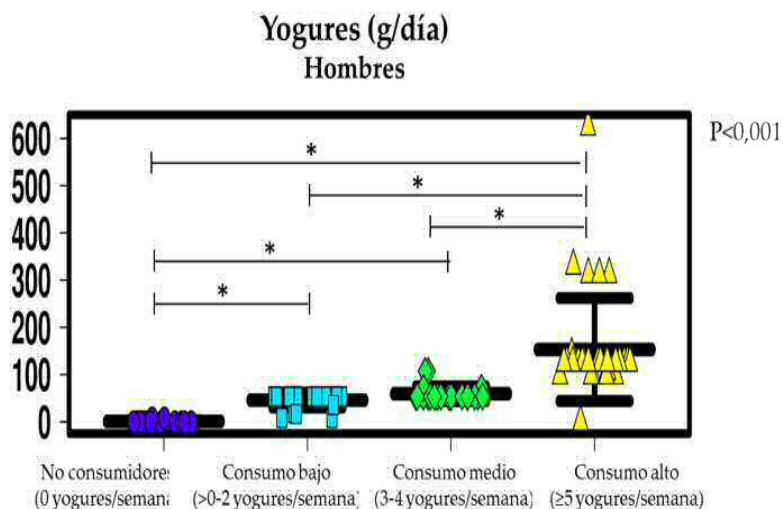 Yogures (g/día)
Hombres
P<0,001
600
500
400
300
200
100
0
*
*
*
*
*
No consumidores
(0 yogures/semana
Consumo bajo
(>0-2 yogures/semana)
Consumo medio
(3-4 yogures/semana)
Consumo alto
(≥5 yogures/semana)